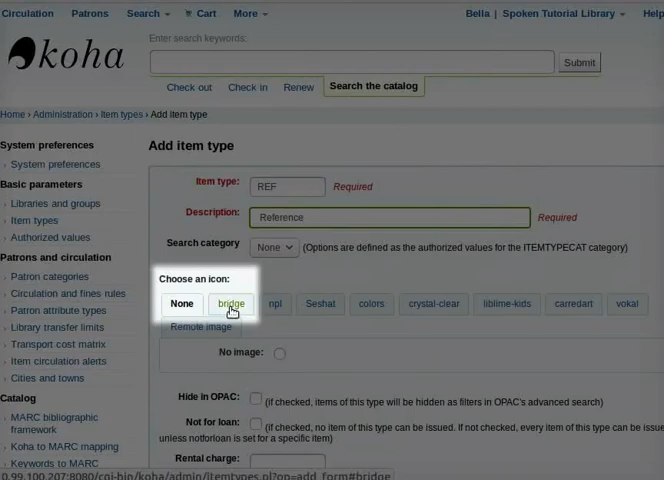 Circulation Patrons Search Cart More Bella | Spoken Tutorial Library Help
koha
Enter search keywords:
Submit
Check out Check in Renew Search the catalog
Home › Administration › Item types › Add item type
System preferences
› System preferences
Basic parameters
› Libraries and groups
› Item types
› Authorized values
Patrons and circulation
› Patron categories
› Circulation and fines rules
› Patron attribute types
› Library transfer limits
› Transport cost matrix
› Item circulation alerts
› Cities and towns
Catalog
› MARC bibliographic
framework
› Koha to MARC mapping
› Keywords to MARC
Add item type
Item type: REF Required
Description: Reference Required
Search category None (Options are defined as the authorized values for the ITEMTYPECAT category)
Choose an icon:
None bridge npl Seshat colors crystal-clear liblime-kids carredart vokal
Remote image
No image:
Hide in OPAC: (if checked, items of this type will be hidden as filters in OPAC's advanced search)
Not for loan: (if checked, no item of this type can be issued. If not checked, every item of this type can be issue
unless notforloan is set for a specific item)
Rental charge:
0.99.100.207:8080/cgi-bin/koha/admin/itemtypes.pl?op=add_form#bridge